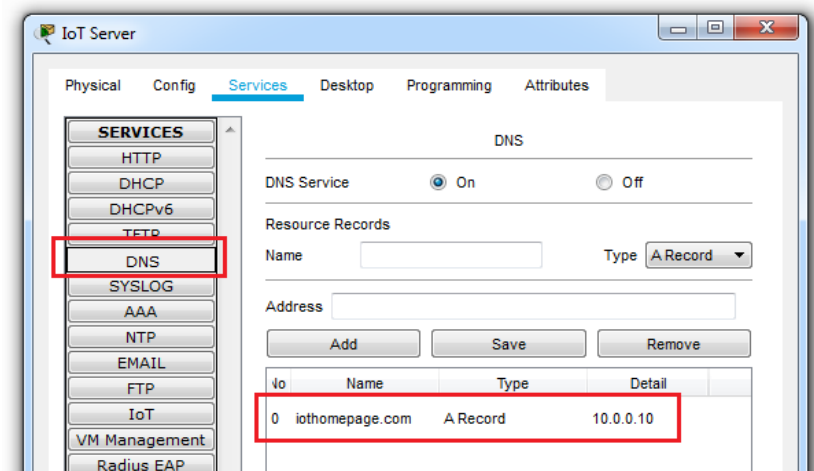 IoT Server
Physical Config Services Desktop Programming Attributes
SERVICES
HTTP
DHCP
DHCPv6
TFTP
DNS
SYSLOG
AAA
NTP
EMAIL
FTP
IoT
VM Management
Radius EAP
DNS
DNS Service On Off
Resource Records
Name Type A Record
Address
Add Save Remove
No Name Type Detail
0 iothomepage.com A Record 10.0.0.10